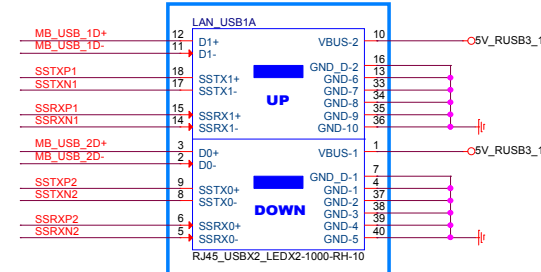 LAN_USB1A
MB_USB_1D+ 12 D1+ VBUS-2 10 5V_RUSB3_1
MB_USB_1D- 11 D1-
GND_D-2 16
SSTXP1 18 SSTX1+ GND-6 13
SSTXN1 17 SSTX1- GND-7 33
GND-8 34
SSRXP1 15 SSRX1+ GND-9 35
SSRXN1 14 SSRX1- GND-10 36
UP
MB_USB_2D+ 3 D0+ VBUS-1 1 5V_RUSB3_1
MB_USB_2D- 2 D0-
GND_D-1 7
SSTXP2 9 SSTX0+ GND-1 4
SSTXN2 8 SSTX0- GND-2 37
GND-3 38
SSRXP2 6 SSRX0+ GND-4 39
SSRXN2 5 SSRX0- GND-5 40
DOWN
RJ45_USBX2_LEDX2-1000-RH-10